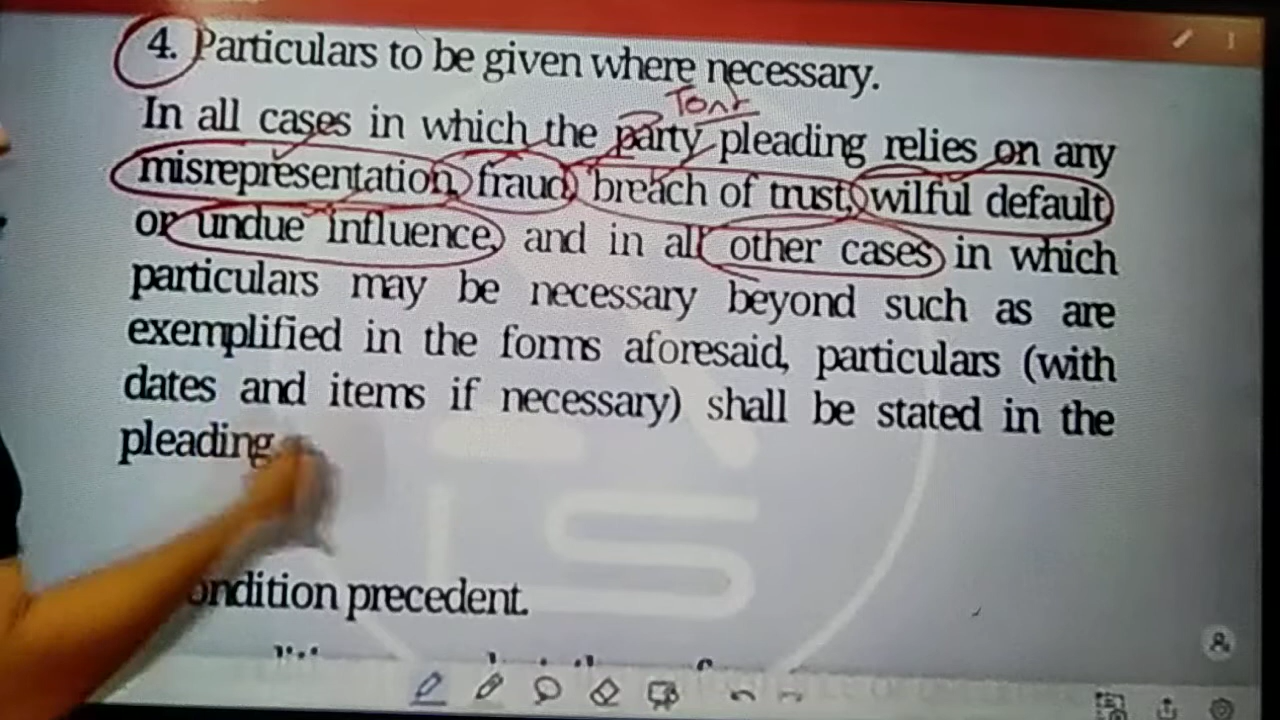 4. Particulars to be given where necessary.
Tort
In all cases in which the party pleading relies on any
misrepresentation, fraud, breach of trust, wilful default
or undue influence, and in all other cases in which
particulars may be necessary beyond such as are
exemplified in the forms aforesaid, particulars (with
dates and items if necessary) shall be stated in the
pleading
ondition precedent.